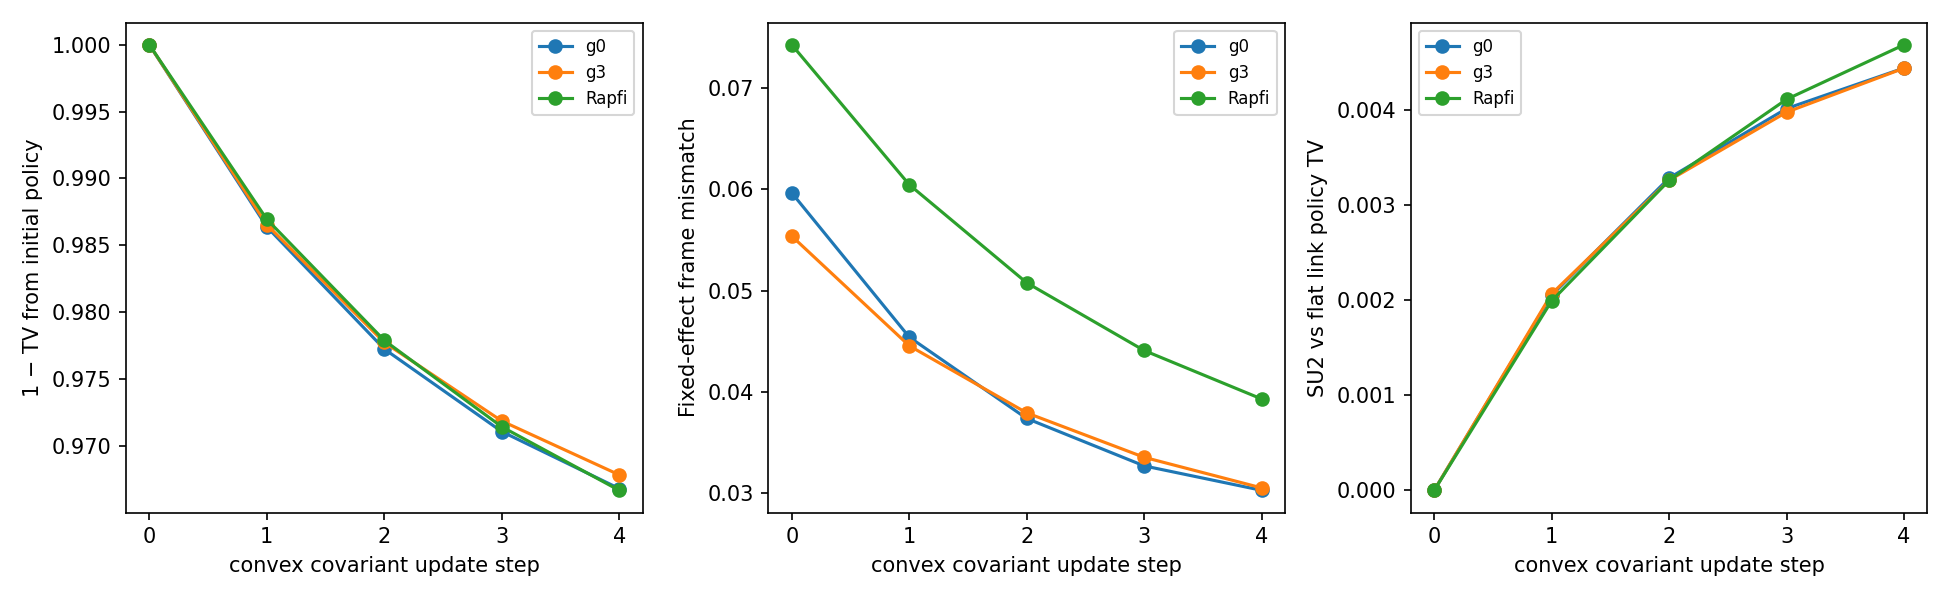 1 − TV from initial policy
1.000
0.995
0.990
0.985
0.980
0.975
0.970
0 1 2 3 4
convex covariant update step
g0
g3
Rapfi
Fixed-effect frame mismatch
0.07
0.06
0.05
0.04
0.03
0 1 2 3 4
convex covariant update step
g0
g3
Rapfi
SU2 vs flat link policy TV
0.004
0.003
0.002
0.001
0.000
0 1 2 3 4
convex covariant update step
g0
g3
Rapfi